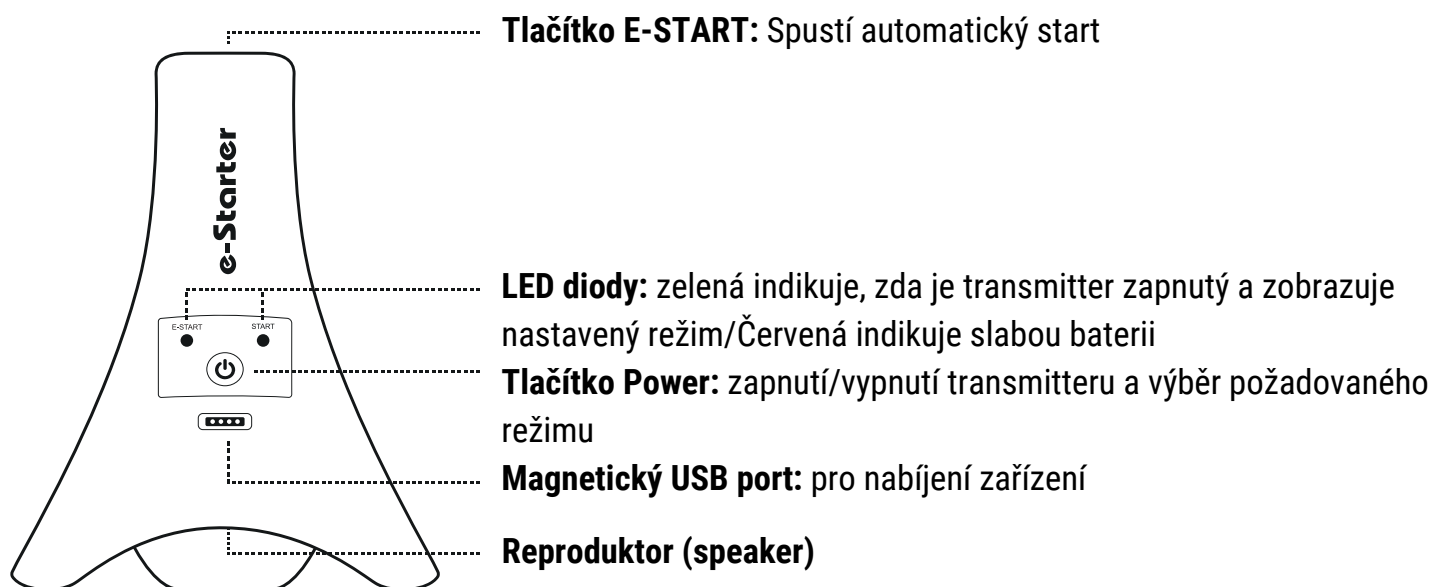 Tlačítko E-START: Spustí automatický start
e-Starter
LED diody: zelená indikuje, zda je transmitter zapnutý a zobrazuje
nastavený režim/Červená indikuje slabou baterii
E-START
START
Tlačítko Power: zapnutí/vypnutí transmitteru a výběr požadovaného
režimu
Magnetický USB port: pro nabíjení zařízení
Reproduktor (speaker)